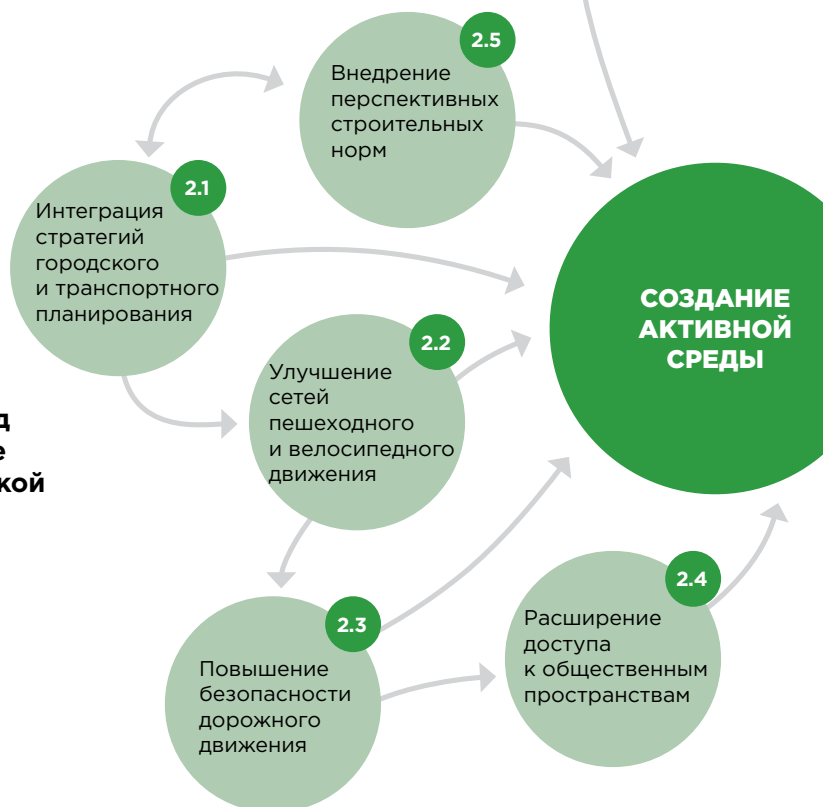 2.5
Внедрение
перспективных
строительных
норм
2.1
Интеграция
стратегий
городского
и транспортного
планирования
СОЗДАНИЕ
АКТИВНОЙ
СРЕДЫ
2.2
Улучшение
сетей
пешеходного
и велосипедного
движения
2.3
Повышение
безопасности
дорожного
движения
2.4
Расширение
доступа
к общественным
пространствам